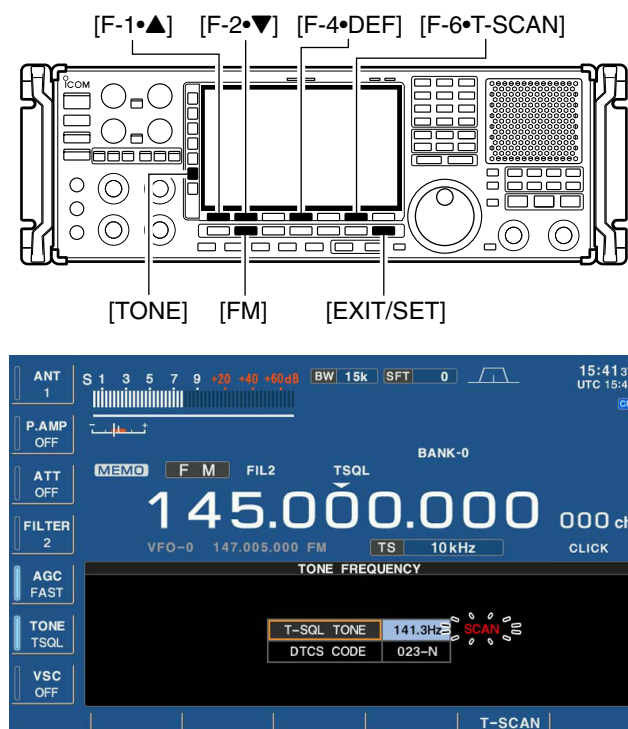 [F-1•▲] [F-2•▼] [F-4•DEF] [F-6•T-SCAN]
ICOM
[TONE] [FM] [EXIT/SET]
ANT
1
S 1 3 5 7 9 +20 +40 +60dB BW 15k SFT 0
15:41
UTC 15:4
P.AMP
OFF
- +
BANK-0
ATT
OFF
MEMO F M FIL2 TSQL
145.000.000 000 ch
FILTER
2
VFO-0 147.005.000 FM TS 10kHz CLICK
TONE FREQUENCY
AGC
FAST
TONE
TSQL
T-SQL TONE 141.3Hz SCAN
DTCS CODE 023-N
VSC
OFF
T-SCAN